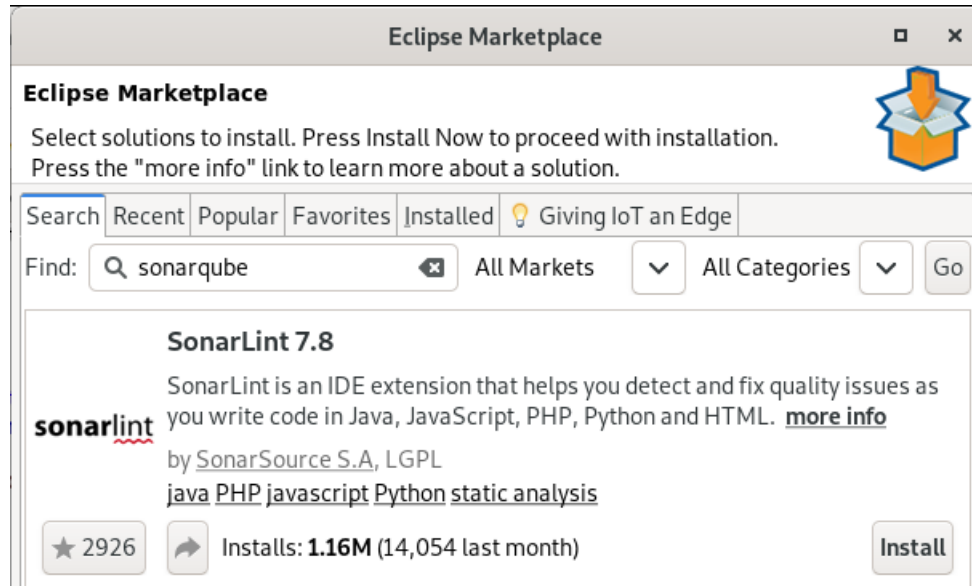 Eclipse Marketplace
Eclipse Marketplace
Select solutions to install. Press Install Now to proceed with installation.
Press the "more info" link to learn more about a solution.
Search Recent Popular Favorites Installed Giving IoT an Edge
Find: sonarqube All Markets All Categories Go
SonarLint 7.8
SonarLint is an IDE extension that helps you detect and fix quality issues as
you write code in Java, JavaScript, PHP, Python and HTML. more info
sonarlint
by SonarSource S.A, LGPL
java PHP javascript Python static analysis
2926 Installs: 1.16M (14,054 last month) Install